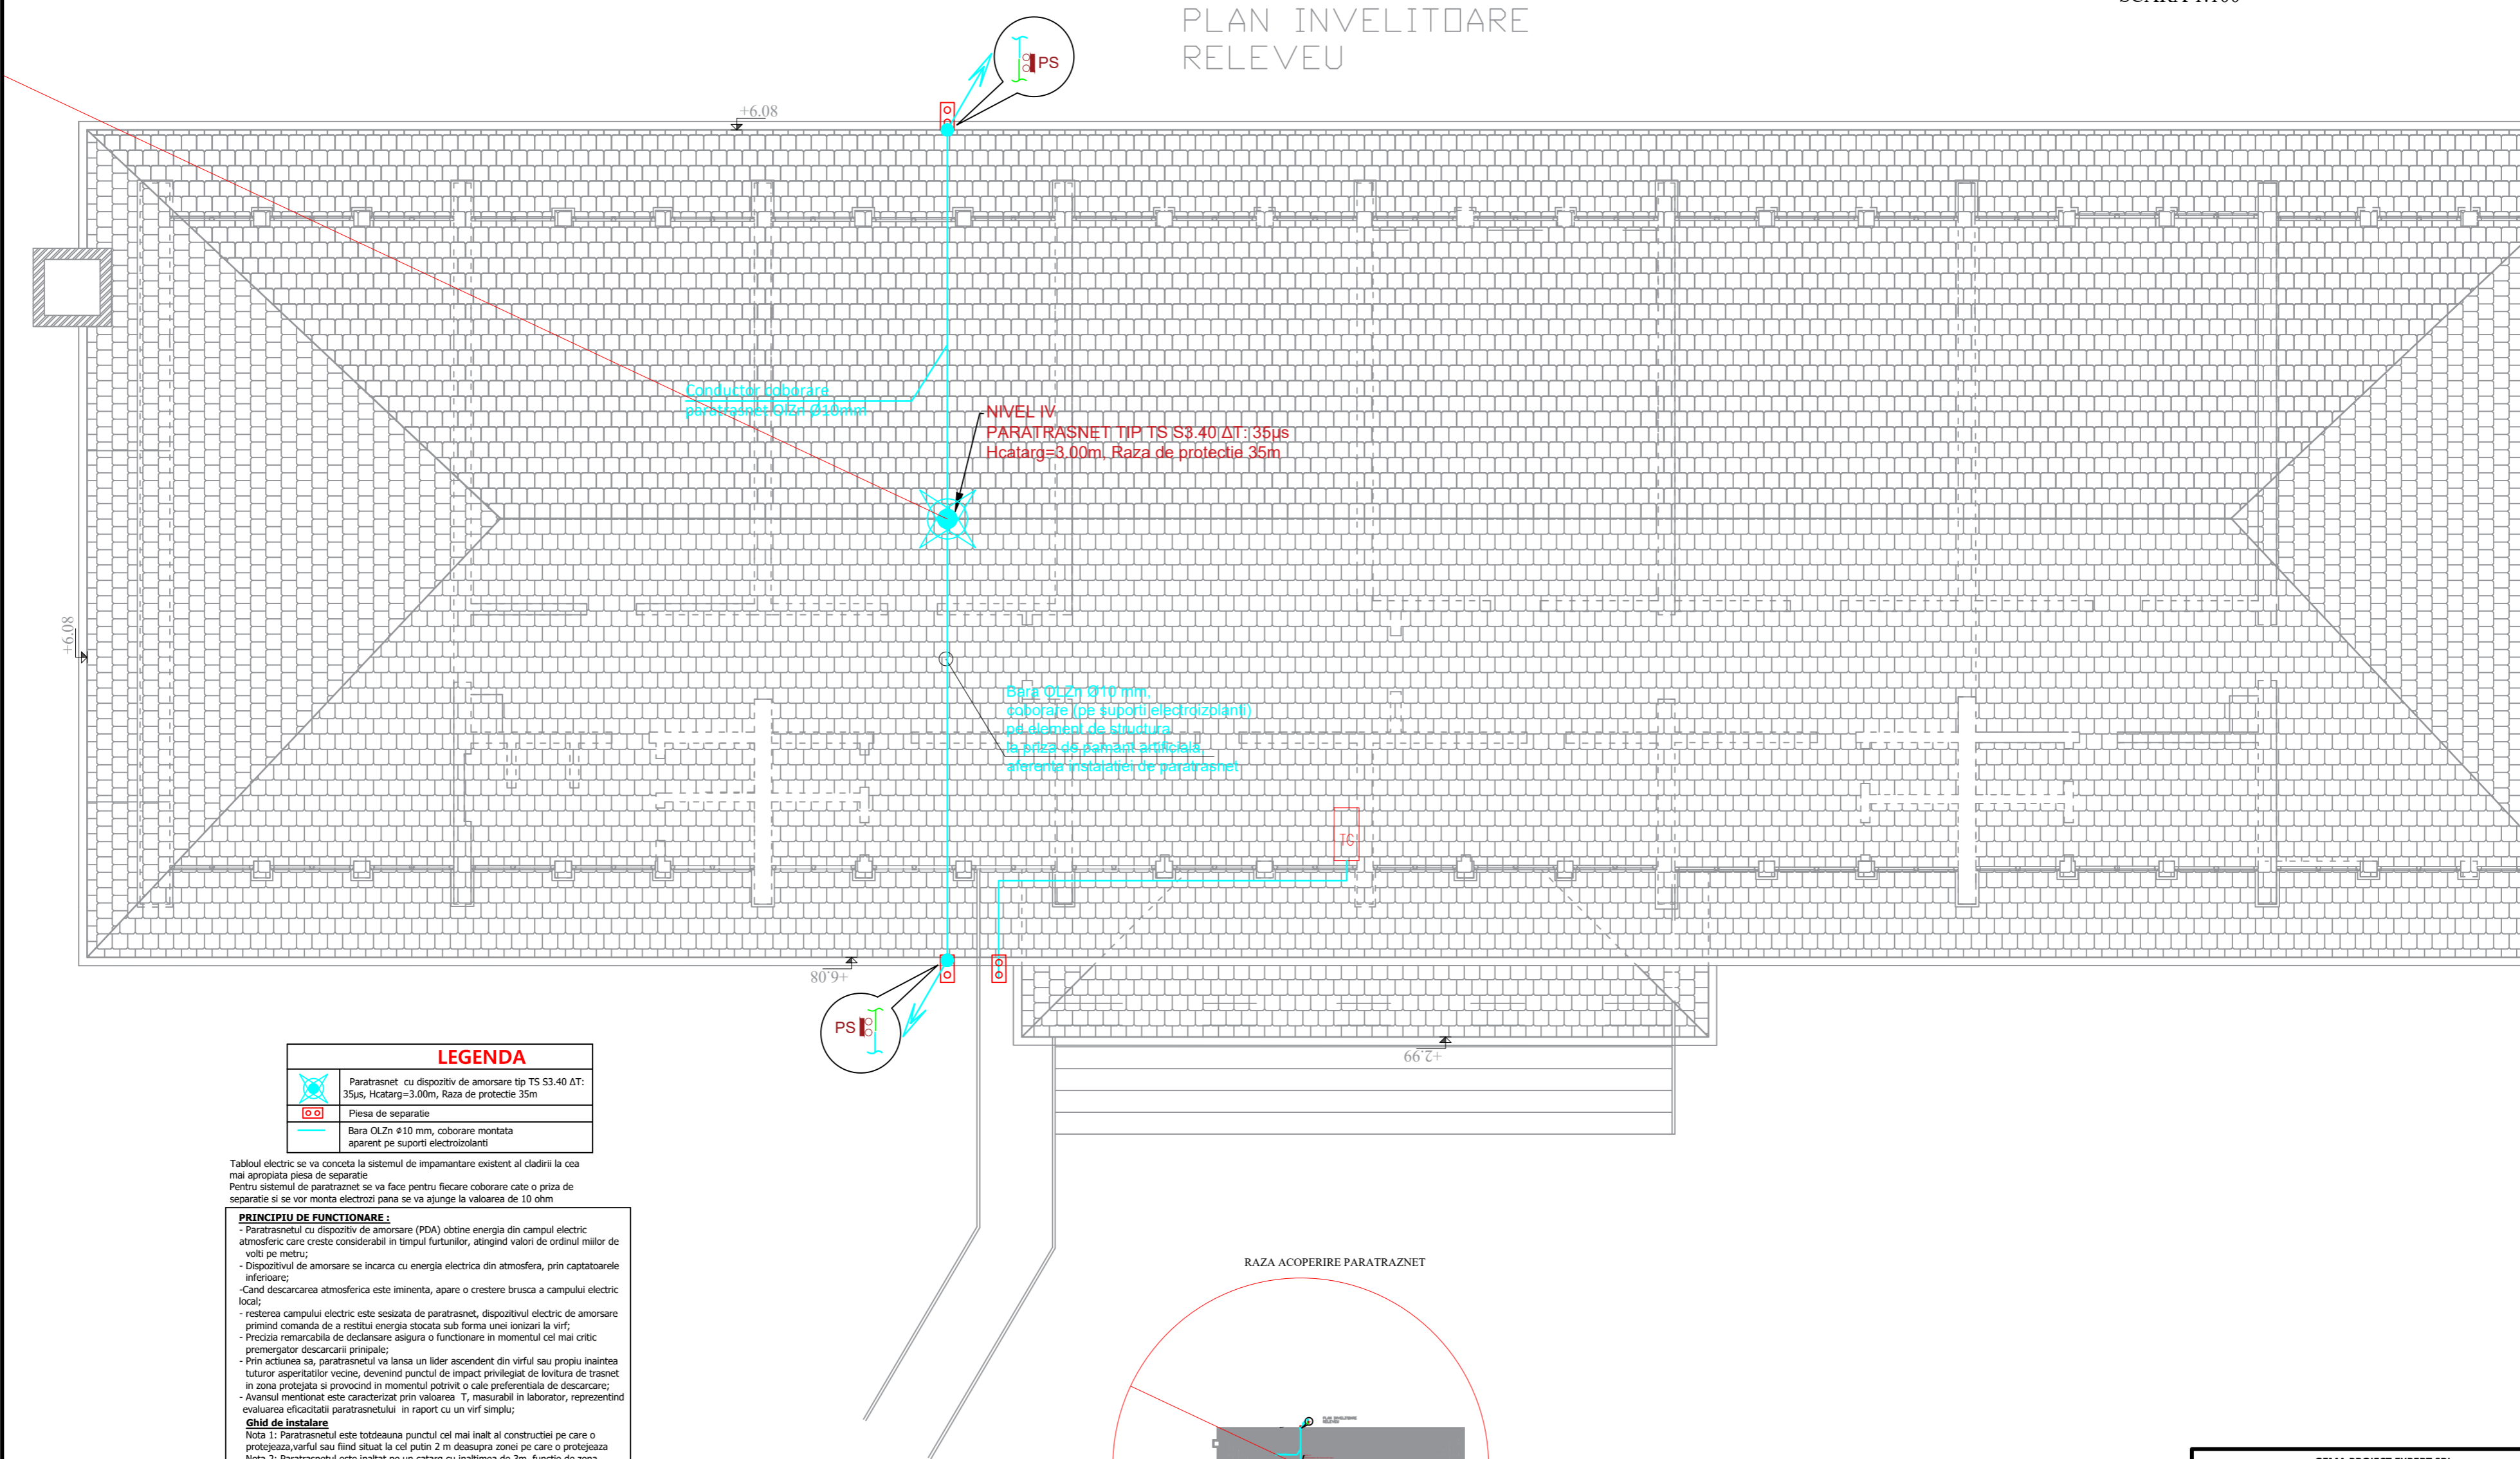 PLAN INVELITOARE
RELEVEU
PS
+6.08
Conductor coborare
paratrasnet OlZn Ø10mm
NIVEL IV
PARATRASNET TIP TS S3.40 ΔT: 35µs
Hcatarg=3.00m, Raza de protectie 35m
+6.08
Bara OLZn Ø10 mm,
coborare (pe suporti electroizolanti)
pe element de structura
la priza de pamant artificiala,
aferenta instalatiei de paratrasnet
TG
+6.08
PS
+2.99
LEGENDA
Paratrasnet cu dispozitiv de amorsare tip TS S3.40 ΔT:
35µs, Hcatarg=3.00m, Raza de protectie 35m
Piesa de separatie
Bara OLZn Φ10 mm, coborare montata
aparent pe suporti electroizolanti
Tabloul electric se va conceta la sistemul de impamantare existent al cladirii la cea
mai apropiata piesa de separatie
Pentru sistemul de paratraznet se va face pentru fiecare coborare cate o priza de
separatie si se vor monta electrozi pana se va ajunge la valoarea de 10 ohm
PRINCIPIU DE FUNCTIONARE :
- Paratrasnetul cu dispozitiv de amorsare (PDA) obtine energia din campul electric
atmosferic care creste considerabil in timpul furtunilor, atingind valori de ordinul miilor de
volti pe metru;
- Dispozitivul de amorsare se incarca cu energia electrica din atmosfera, prin captatoarele
inferioare;
-Cand descarcarea atmosferica este iminenta, apare o crestere brusca a campului electric
local;
- resterea campului electric este sesizata de paratrasnet, dispozitivul electric de amorsare
primind comanda de a restitui energia stocata sub forma unei ionizari la virf;
- Precizia remarcabila de declansare asigura o functionare in momentul cel mai critic
premergator descarcarii prinipale;
- Prin actiunea sa, paratrasnetul va lansa un lider ascendent din virful sau propiu inaintea
tuturor asperitatilor vecine, devenind punctul de impact privilegiat de lovitura de trasnet
in zona protejata si provocind in momentul potrivit o cale preferentiala de descarcare;
- Avansul mentionat este caracterizat prin valoarea T, masurabil in laborator, reprezentind
evaluarea eficacitatii paratrasnetului in raport cu un virf simplu;
Ghid de instalare
Nota 1: Paratrasnetul este totdeauna punctul cel mai inalt al constructiei pe care o
protejeaza,varful sau fiind situat la cel putin 2 m deasupra zonei pe care o protejeaza
RAZA ACOPERIRE PARATRAZNET
PLAN INVELITOARE
RELEVEU